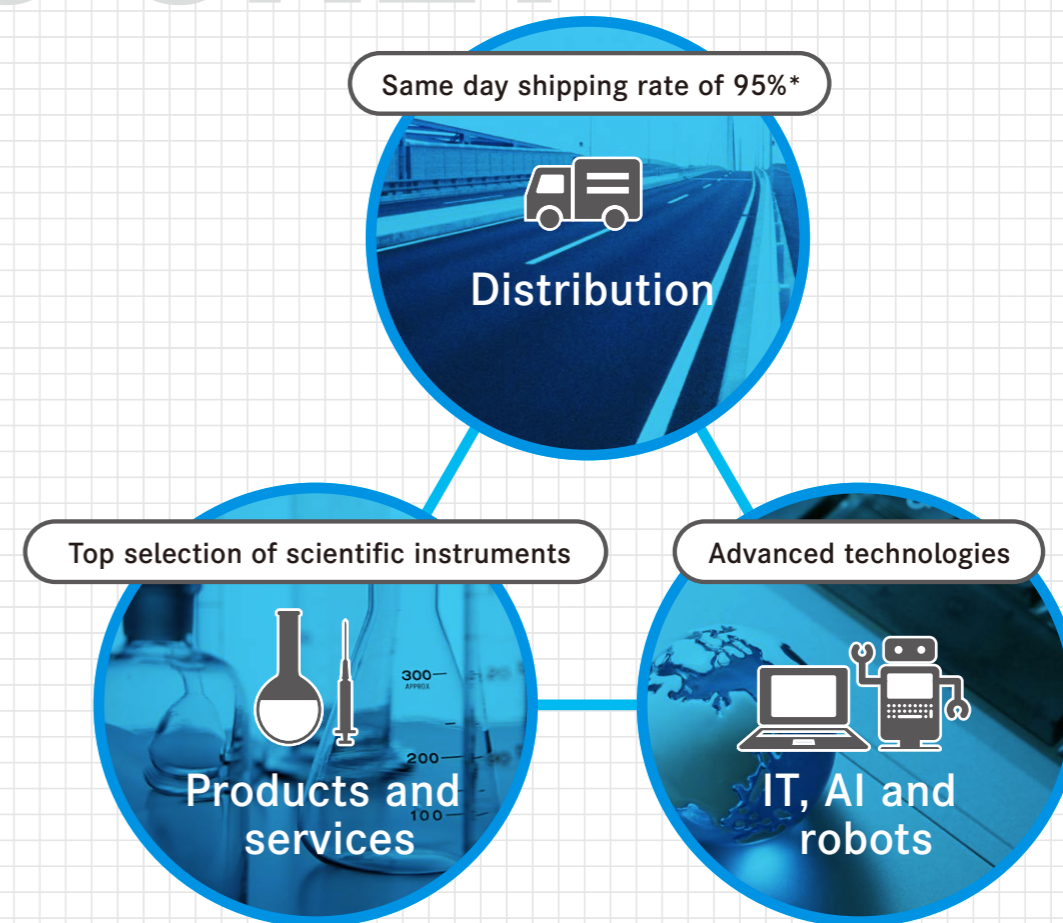 Same day shipping rate of 95%*
Distribution
Top selection of scientific instruments
Advanced technologies
300
APPROX
200
100
Products and
services
IT, AI and
robots